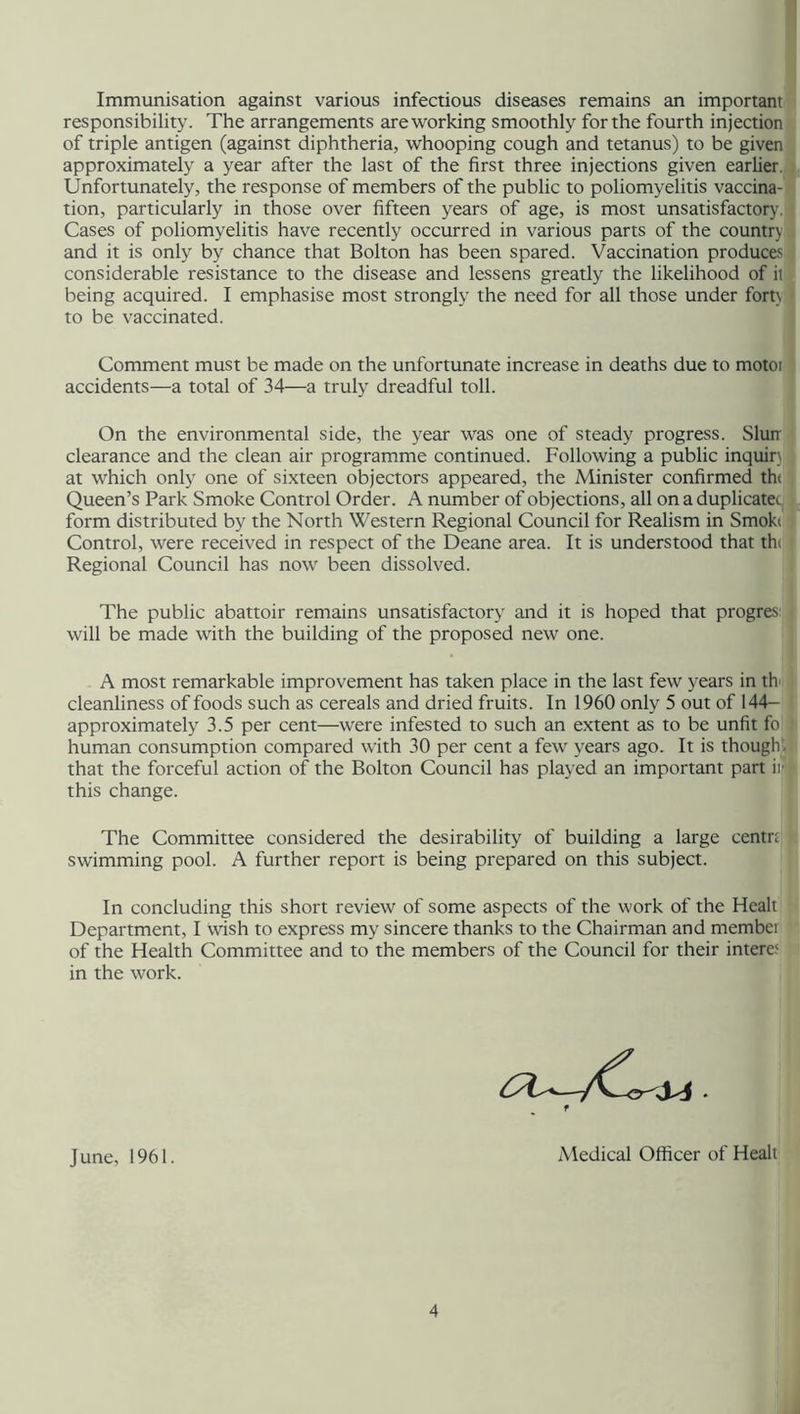 Immunisation against various infectious diseases remains an important
responsibility. The arrangements are working smoothly for the fourth injection
of triple antigen (against diphtheria, whooping cough and tetanus) to be given
approximately a year after the last of the first three injections given earlier.
Unfortunately, the response of members of the public to poliomyelitis vaccina-
tion, particularly in those over fifteen years of age, is most unsatisfactory.
Cases of poliomyelitis have recently occurred in various parts of the country
and it is only by chance that Bolton has been spared. Vaccination produces
considerable resistance to the disease and lessens greatly the likelihood of it
being acquired. I emphasise most strongly the need for all those under forty
to be vaccinated.
Comment must be made on the unfortunate increase in deaths due to motor
accidents—a total of 34—a truly dreadful toll.
On the environmental side, the year was one of steady progress. Slum
clearance and the clean air programme continued. Following a public inquiry
at which only one of sixteen objectors appeared, the Minister confirmed the
Queen's Park Smoke Control Order. A number of objections, all on a duplicated
form distributed by the North Western Regional Council for Realism in Smoke
Control, were received in respect of the Deane area. It is understood that the
Regional Council has now been dissolved.
The public abattoir remains unsatisfactory and it is hoped that progres
will be made with the building of the proposed new one.
A most remarkable improvement has taken place in the last few years in th
cleanliness of foods such as cereals and dried fruits. In 1960 only 5 out of 144—
approximately 3.5 per cent—were infested to such an extent as to be unfit fo
human consumption compared with 30 per cent a few years ago. It is though
that the forceful action of the Bolton Council has played an important part in
this change.
The Committee considered the desirability of building a large centra
swimming pool. A further report is being prepared on this subject.
In concluding this short review of some aspects of the work of the Healt
Department, I wish to express my sincere thanks to the Chairman and member
of the Health Committee and to the members of the Council for their interes
in the work.
June, 1961. Medical Officer of Healt
4